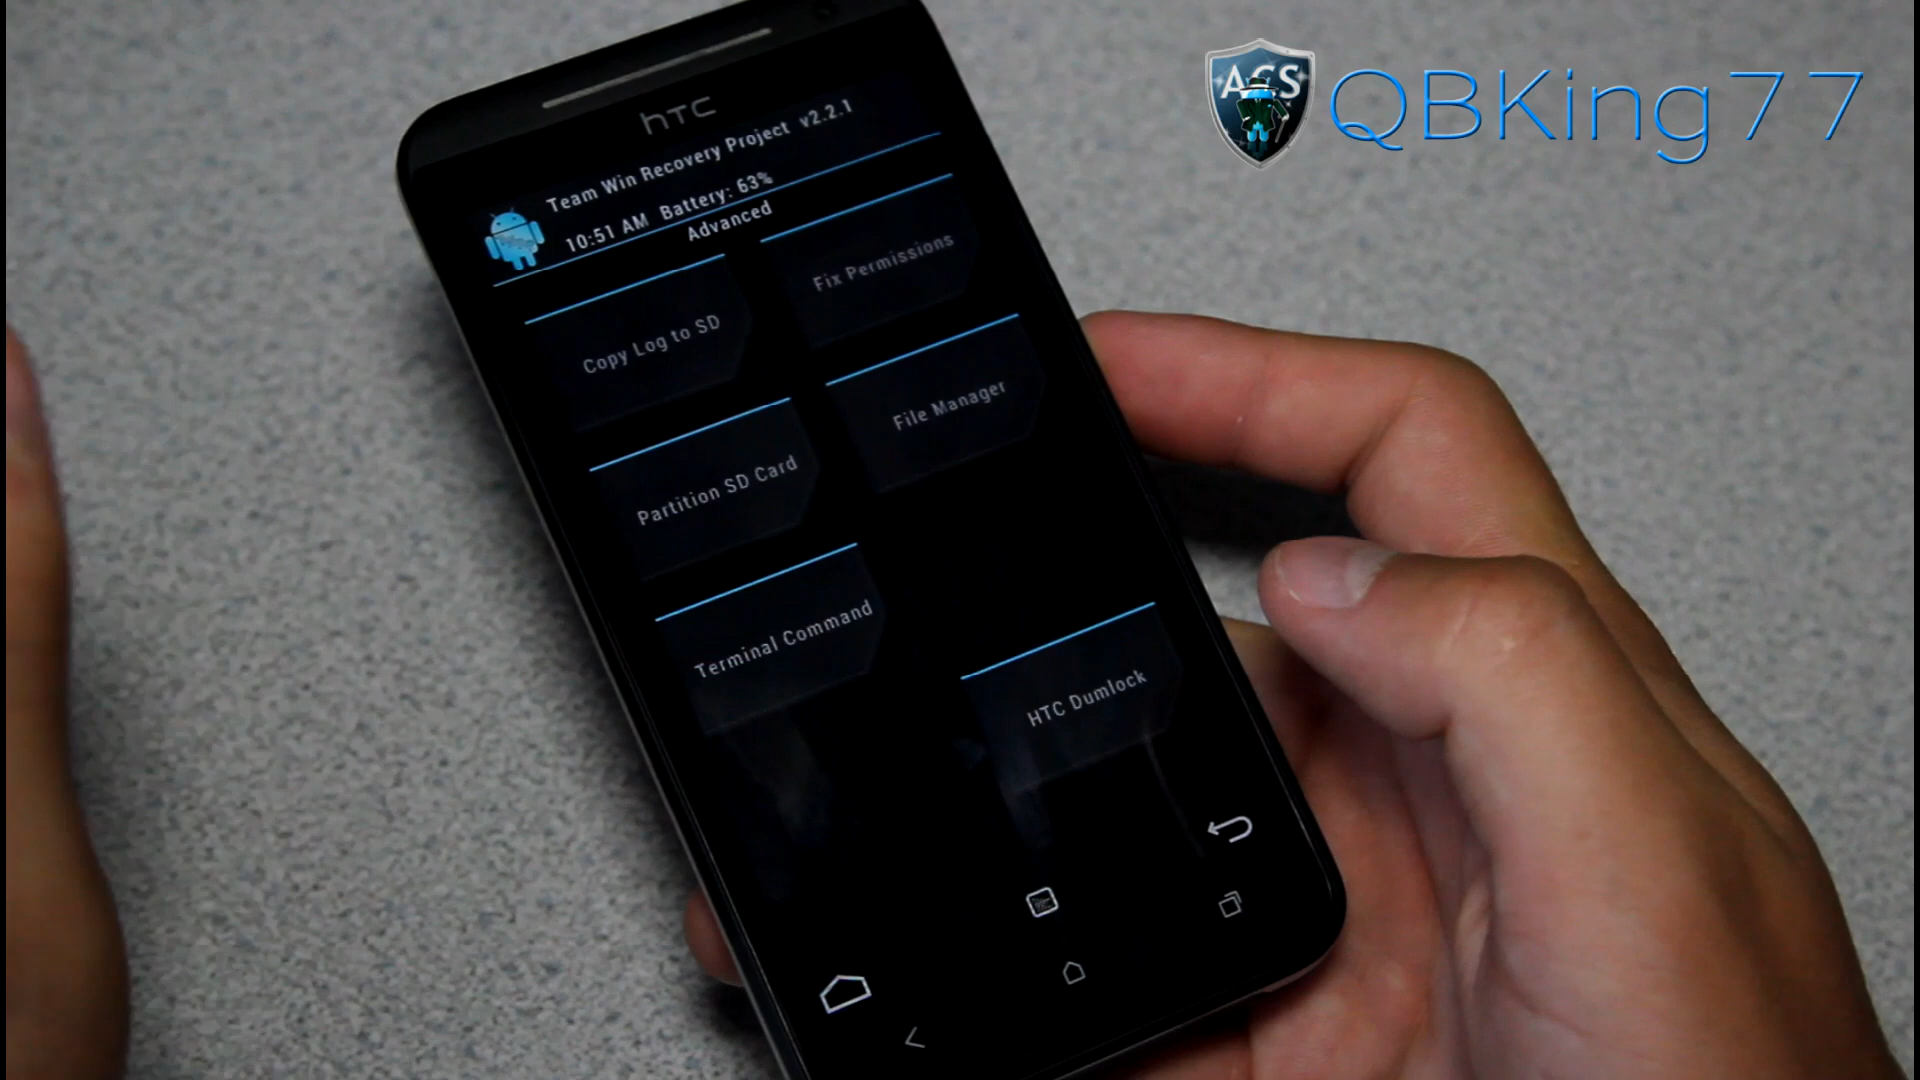 ACS QBKing77
hTC
Team Win Recovery Project v2.2.1
10:51 AM Battery: 63%
Advanced
Copy Log to SD
Fix Permissions
Partition SD Card
File Manager
Terminal Command
HTC Dumlock